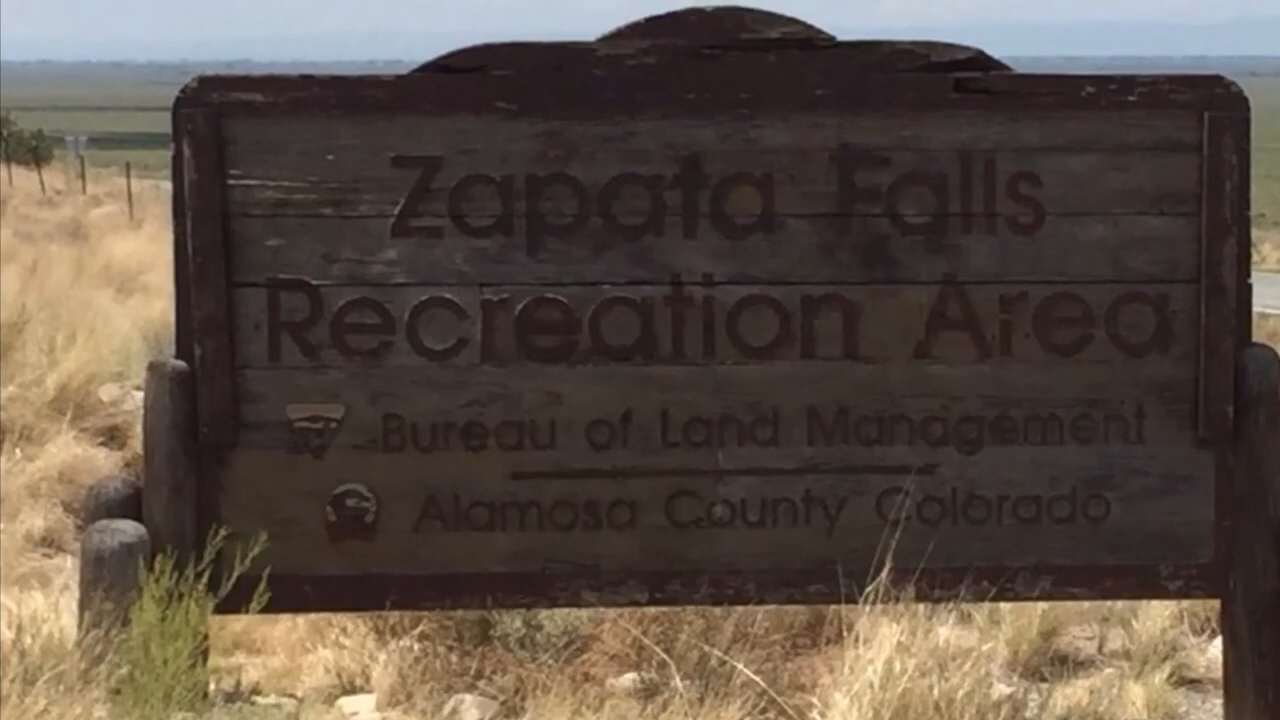 Zapata Falls
Recreation Area
Bureau of Land Management
Alamosa County Colorado